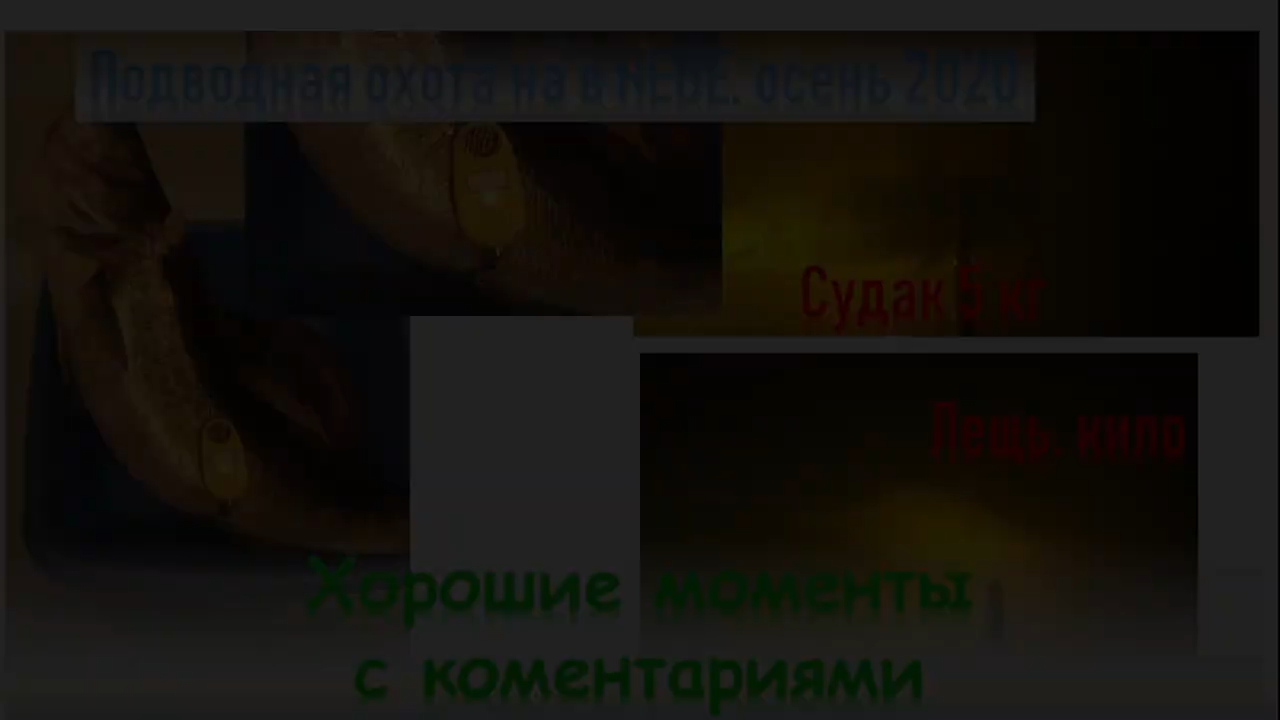 Подводная охота на в НЕВЕ. осень 2020
Судак 5 кг
Лещь. кило
Хорошие моменты
с коментариями